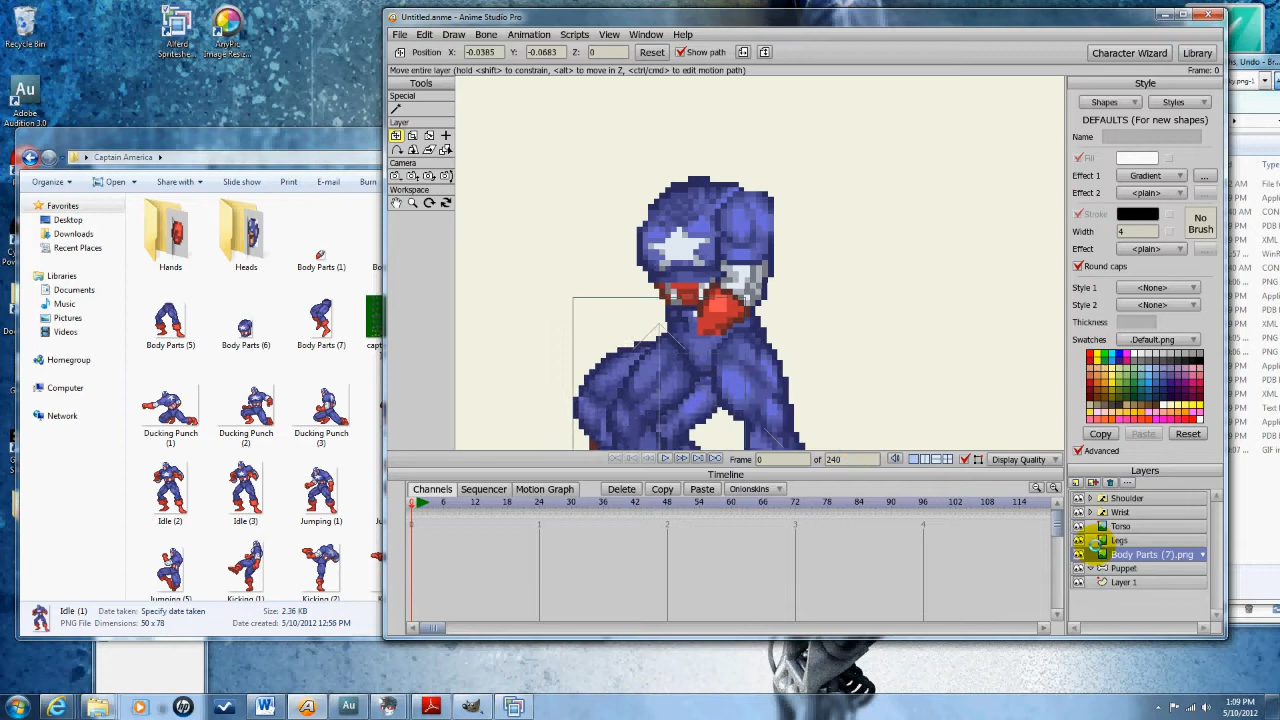 Recycle Bin
Alferd Spriteshe...
AnyPic Image Resiz...
Adobe Audition 3.0
Captain America
Organize
Open
Share with
Slide show
Print
E-mail
Burn
Favorites
Desktop
Downloads
Recent Places
Libraries
Documents
Music
Pictures
Videos
Homegroup
Computer
Network
Hands
Heads
Body Parts (1)
Body Parts (5)
Body Parts (6)
Body Parts (7)
Ducking Punch (1)
Ducking Punch (2)
Ducking Punch (3)
Idle (2)
Idle (3)
Jumping (1)
Jumping (5)
Kicking (1)
Kicking (2)
Idle (1)
PNG File
Date taken: Specify date taken
Dimensions: 50 x 78
Size: 2.36 KB
Date created: 5/10/2012 12:56 PM
Untitled.anme - Anime Studio Pro
File Edit Draw Bone Animation Scripts View Window Help
Position X: -0.0385 Y: -0.0683 Z: 0 Reset Show path
Character Wizard
Library
Move entire layer (hold <shift> to constrain, <alt> to move in Z, <ctrl/cmd> to edit motion path)
Frame: 0
Tools
Special
Layer
Camera
Workspace
Style
Shapes
Styles
DEFAULTS (For new shapes)
Name
Fill
Effect 1 Gradient ...
Effect 2 <plain>
Stroke
Width 4
No Brush
Effect <plain>
Round caps
Style 1 <None>
Style 2 <None>
Thickness
Swatches .Default.png
Copy Paste Reset
Advanced
Frame 0 of 240
Display Quality
Timeline
Channels Sequencer Motion Graph Delete Copy Paste Onionskins
0 6 12 18 24 30 36 42 48 54 60 66 72 78 84 90 96 102 108 114
0 1 2 3 4
Layers
Shoulder
Wrist
Torso
Legs
Body Parts (7).png
Puppet
Layer 1
1:09 PM
5/10/2012